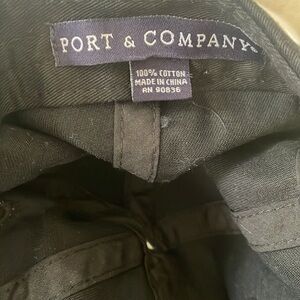 PORT & COMPANY®
100% COTTON
MADE IN CHINA
RN 90836